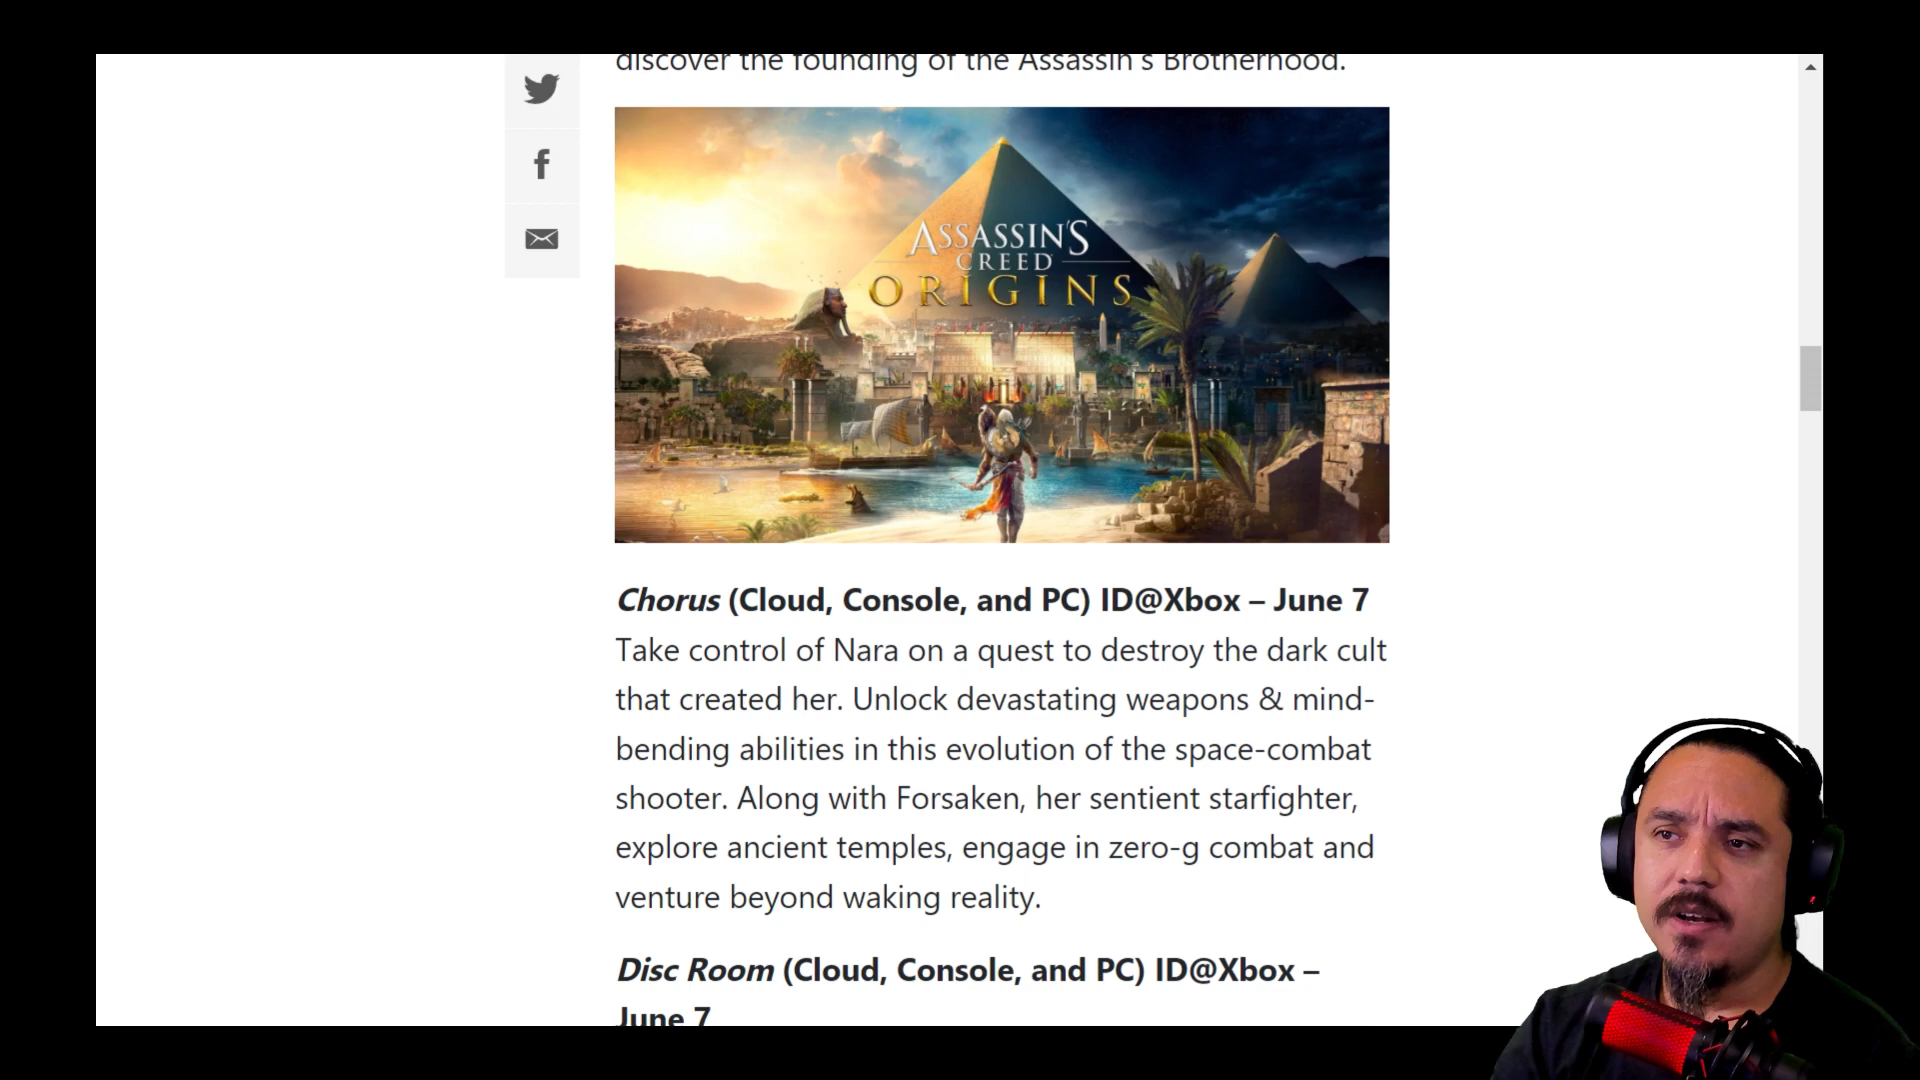 discover the founding of the Assassin's Brotherhood.
ASSASSIN'S
CREED
ORIGINS
Chorus (Cloud, Console, and PC) ID@Xbox – June 7
Take control of Nara on a quest to destroy the dark cult
that created her. Unlock devastating weapons & mind-
bending abilities in this evolution of the space-combat
shooter. Along with Forsaken, her sentient starfighter,
explore ancient temples, engage in zero-g combat and
venture beyond waking reality.
Disc Room (Cloud, Console, and PC) ID@Xbox –
June 7